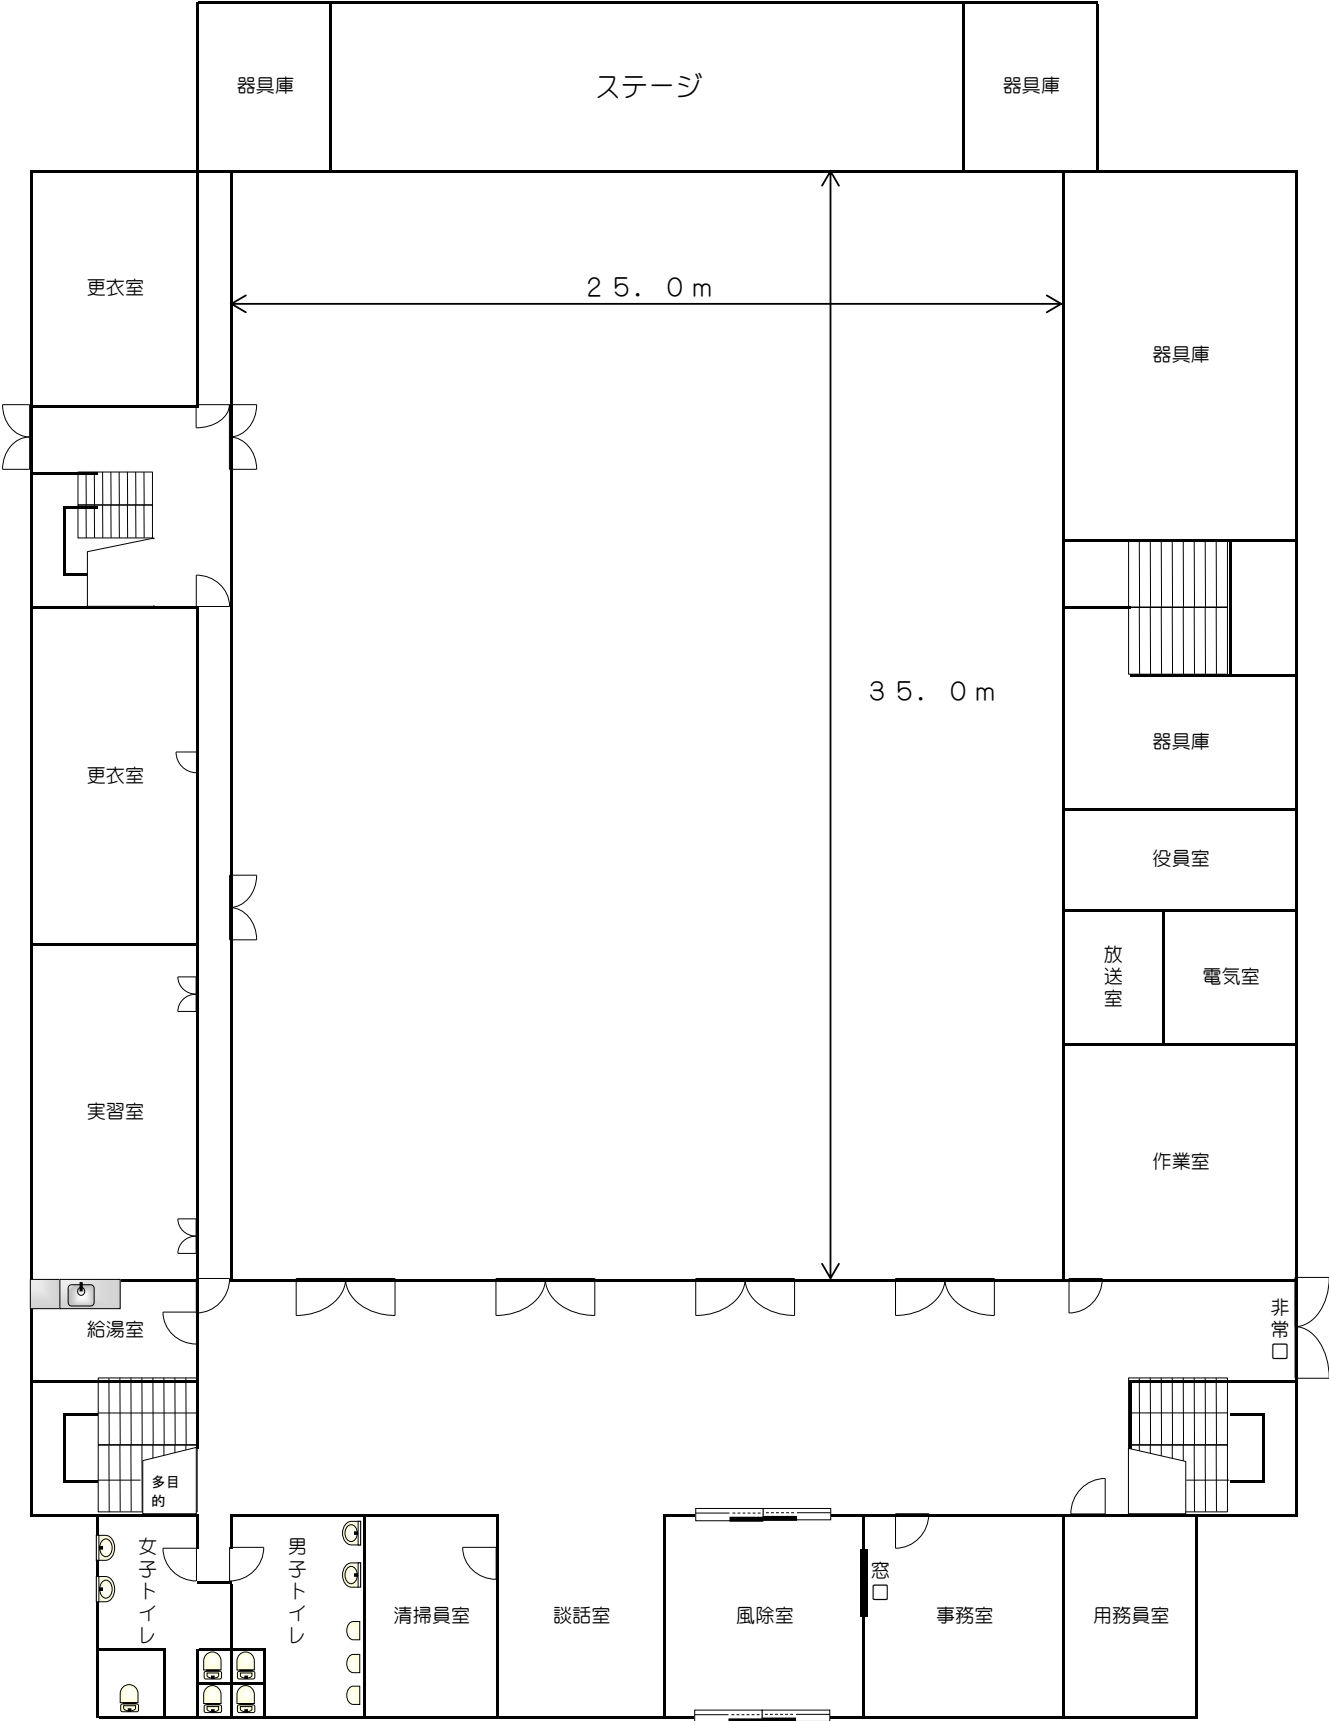 器具庫
ステージ
器具庫
更衣室
25.0m
器具庫
35.0m
器具庫
更衣室
役員室
放送室
電気室
実習室
作業室
給湯室
非常口
多目
的
女子トイレ
男子トイレ
清掃員室
談話室
風除室
窓口
事務室
用務員室